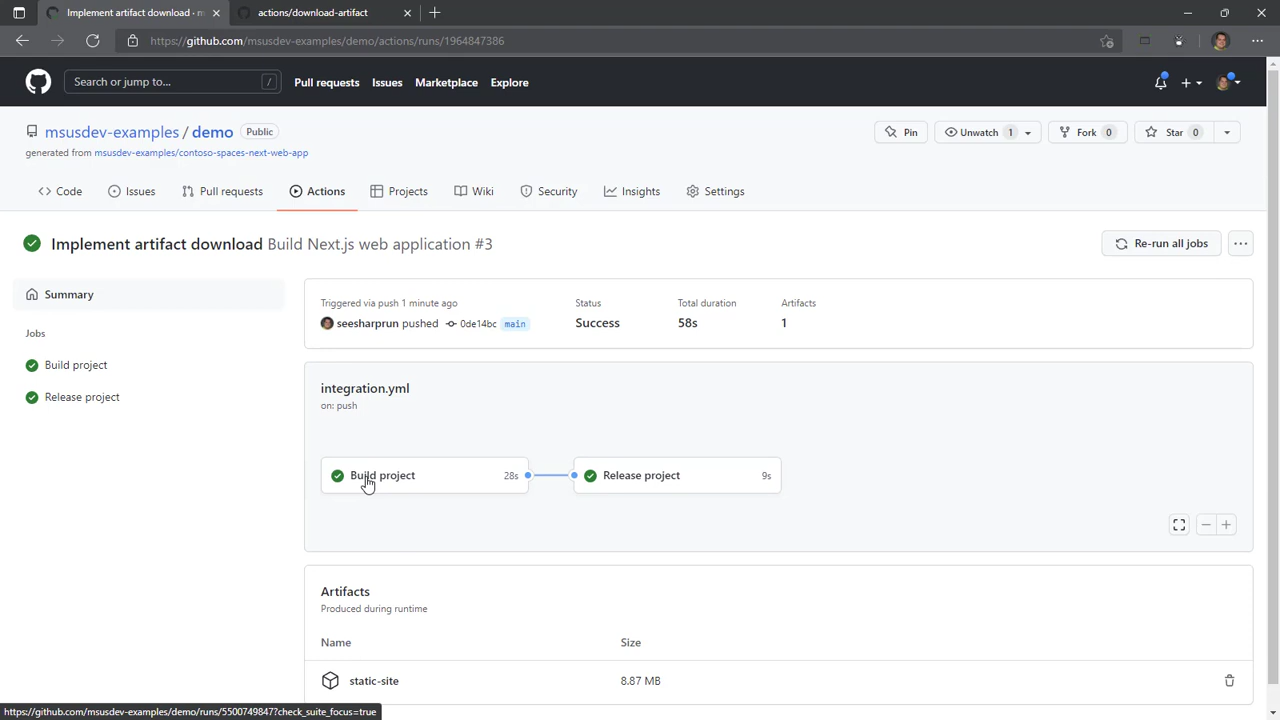 Implement artifact download · m
actions/download-artifact
https://github.com/msusdev-examples/demo/actions/runs/1964847386
Search or jump to...
/
Pull requests
Issues
Marketplace
Explore
msusdev-examples / demo
Public
Pin
Unwatch 1
Fork 0
Star 0
generated from msusdev-examples/contoso-spaces-next-web-app
Code
Issues
Pull requests
Actions
Projects
Wiki
Security
Insights
Settings
Implement artifact download Build Next.js web application #3
Re-run all jobs
Summary
Jobs
Build project
Release project
Triggered via push 1 minute ago
seesharprun pushed 0de14bc main
Status
Success
Total duration
58s
Artifacts
1
integration.yml
on: push
Build project 28s
Release project 9s
Artifacts
Produced during runtime
Name Size
static-site 8.87 MB
https://github.com/msusdev-examples/demo/runs/5500749847?check_suite_focus=true